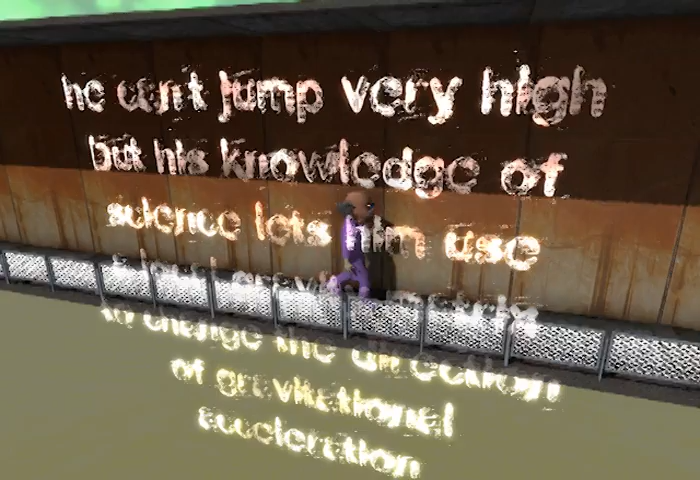 he can't jump very high
but his knowledge of
science lets him use
to change the direction
of gravitational
acceleration